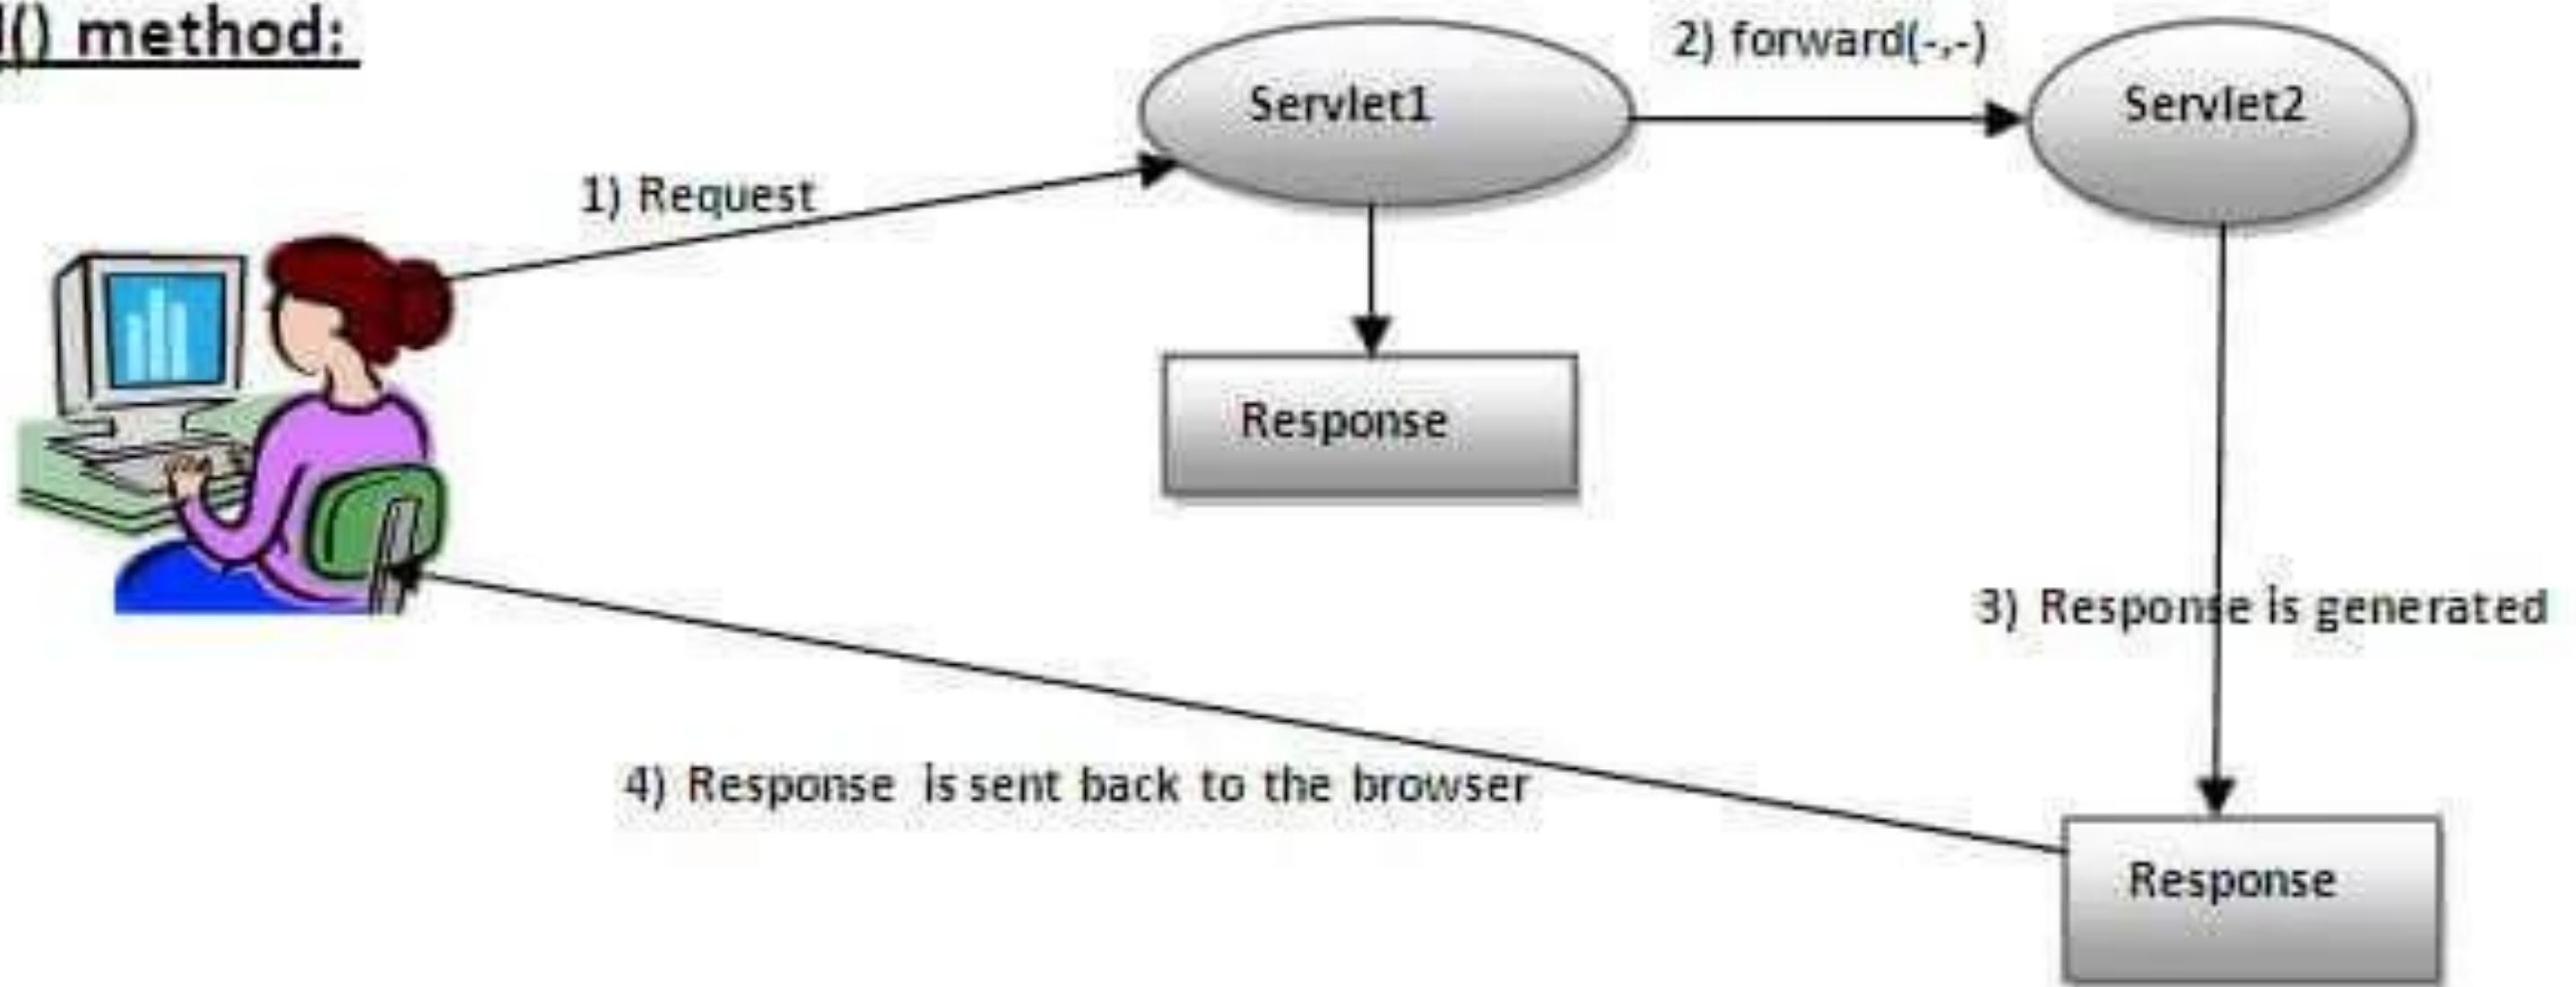 d() method:
2) forward(-,-)
Servlet1
Servlet2
1) Request
Response
3) Response is generated
4) Response is sent back to the browser
Response